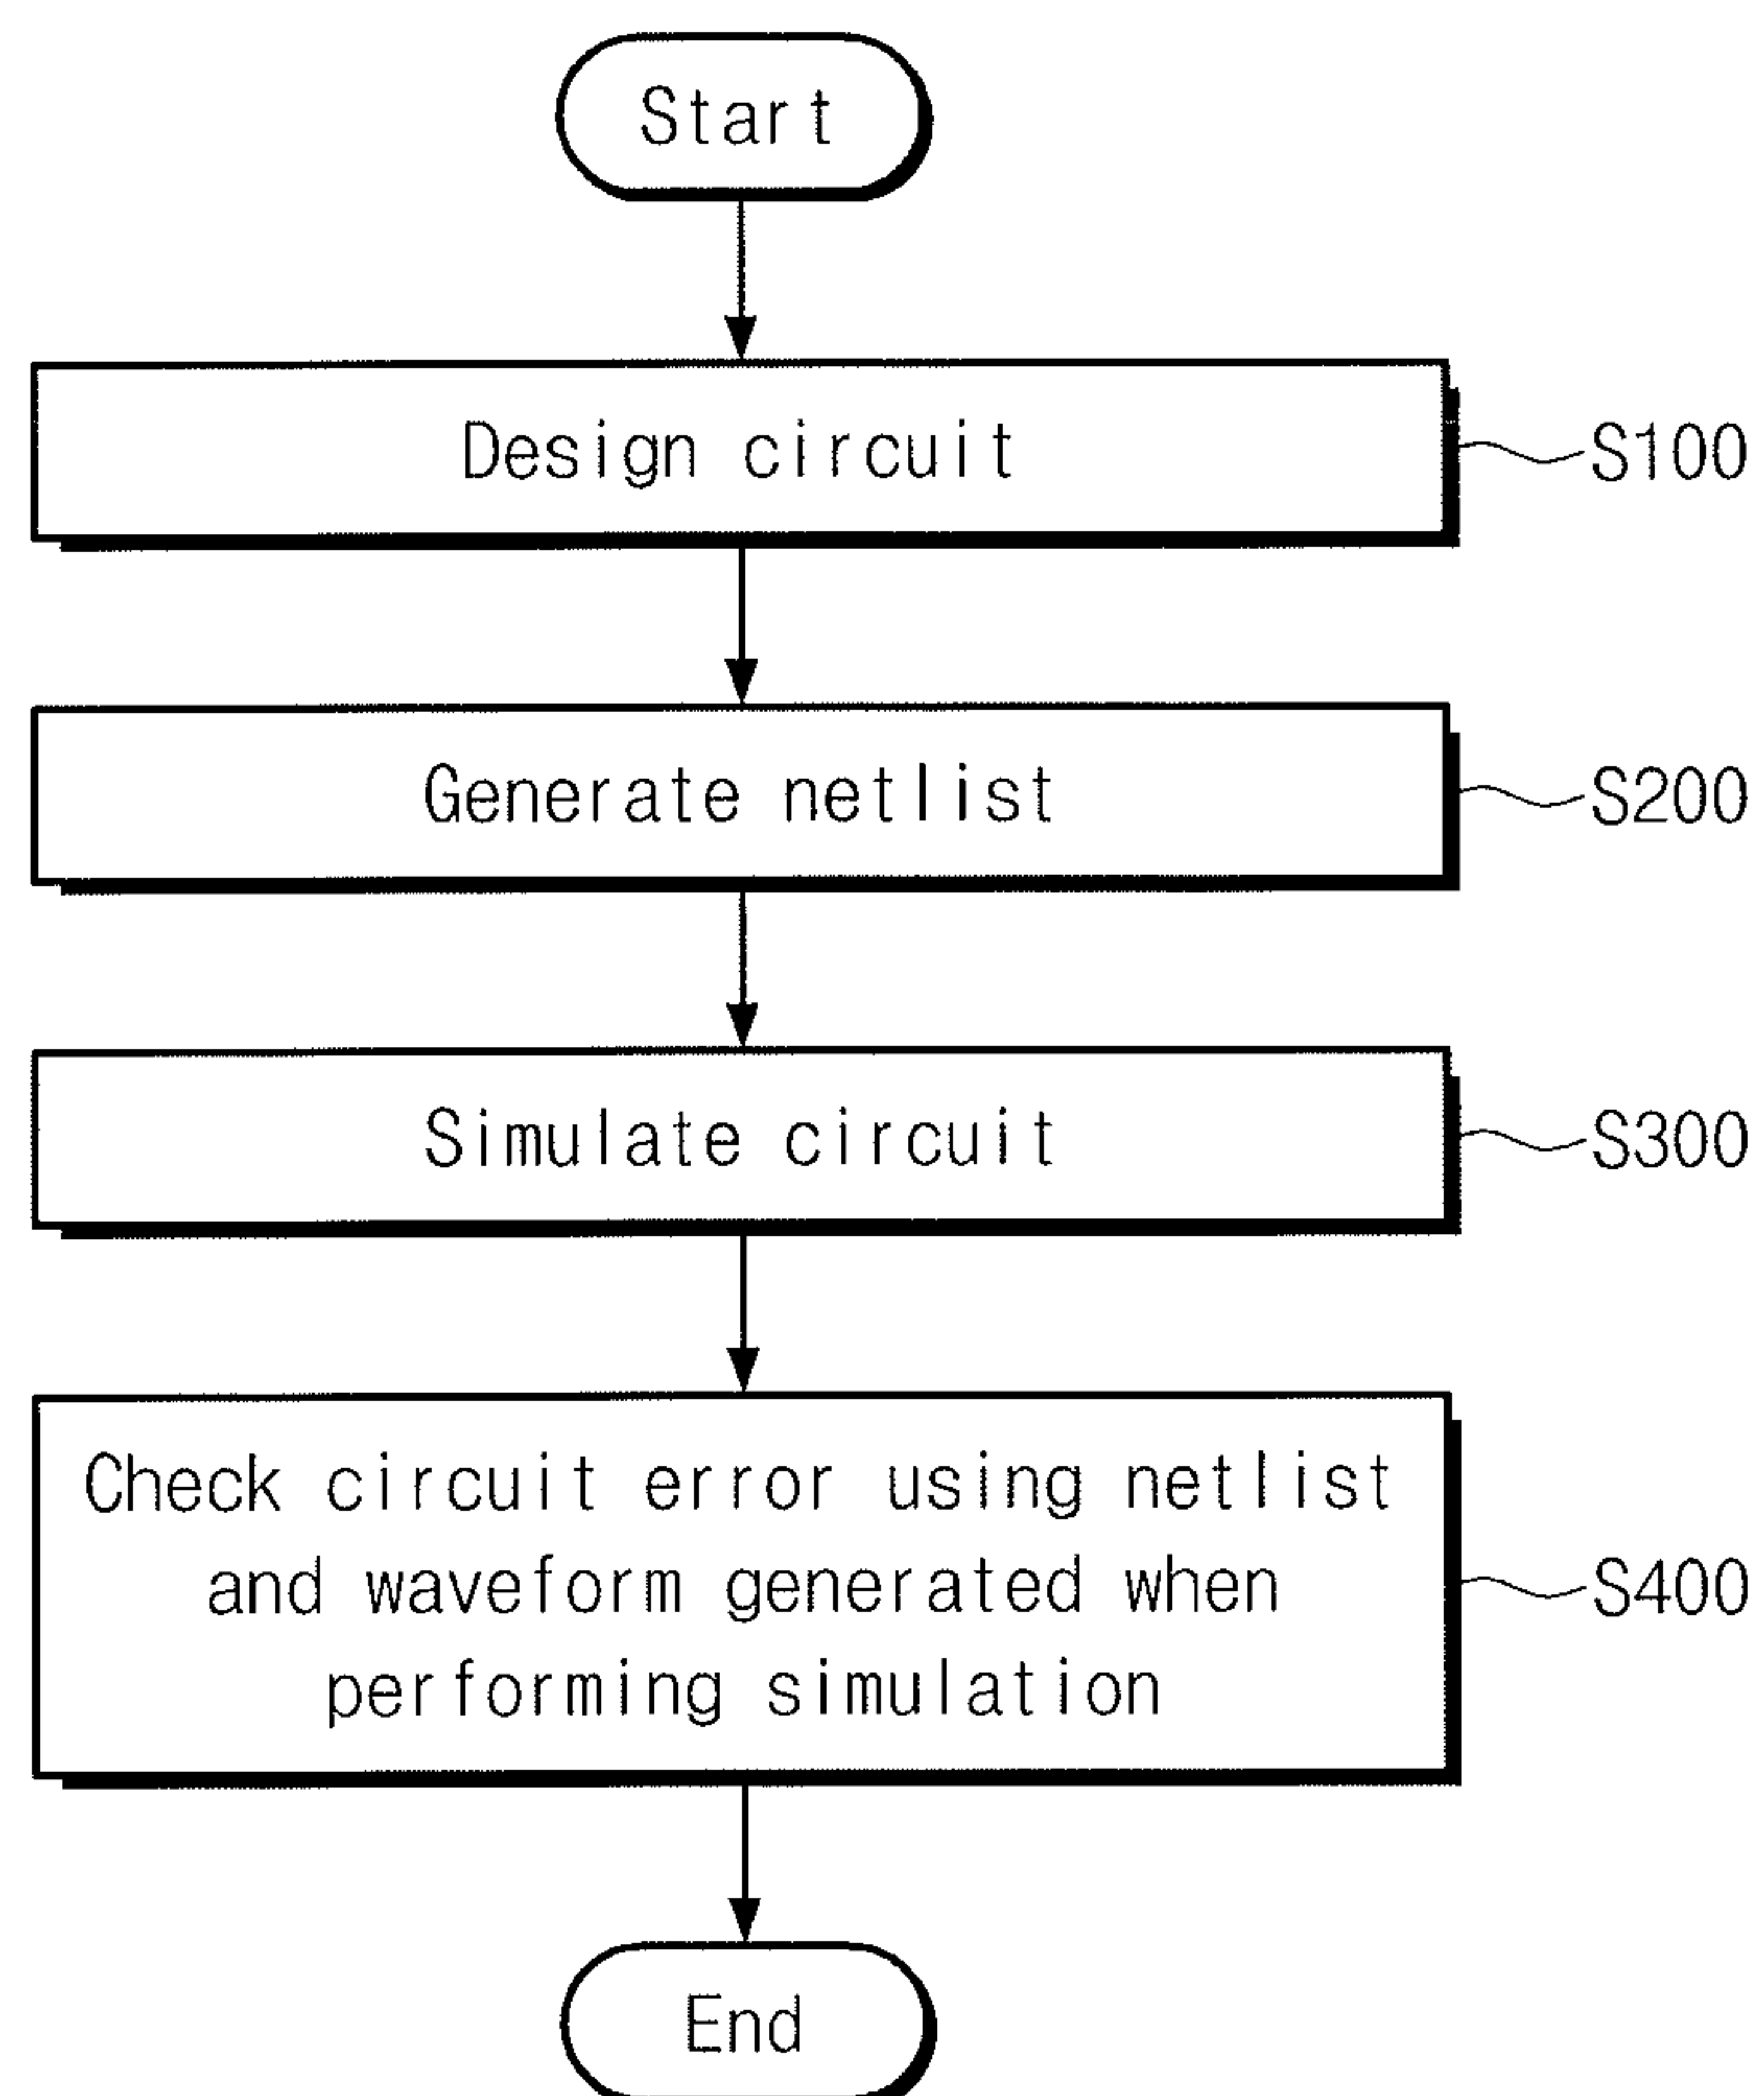 Start
Design circuit
S100
Generate netlist
S200
Simulate circuit
S300
Check circuit error using netlist
and waveform generated when
performing simulation
S400
End